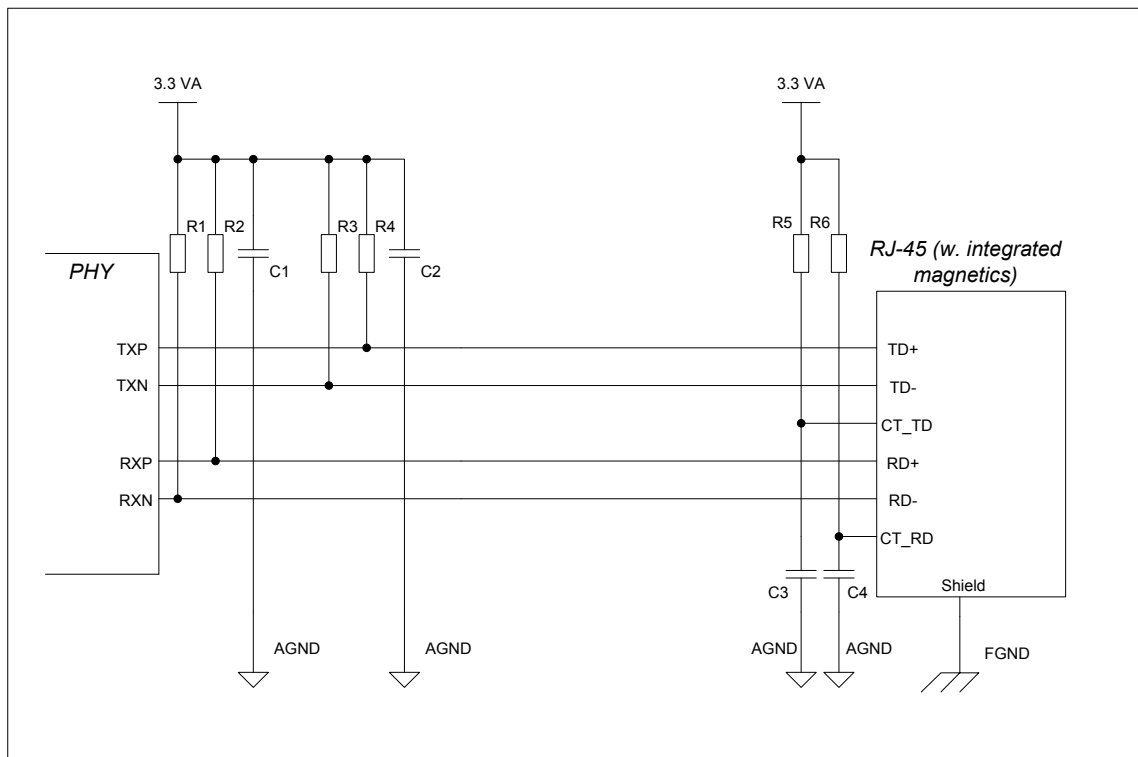 3.3 VA
3.3 VA
R1
R2
R3
R4
R5
R6
C1
C2
PHY
RJ-45 (w. integrated
magnetics)
TXP
TD+
TXN
TD-
CT_TD
RXP
RD+
RXN
RD-
CT_RD
C3
C4
Shield
AGND
AGND
AGND
AGND
FGND